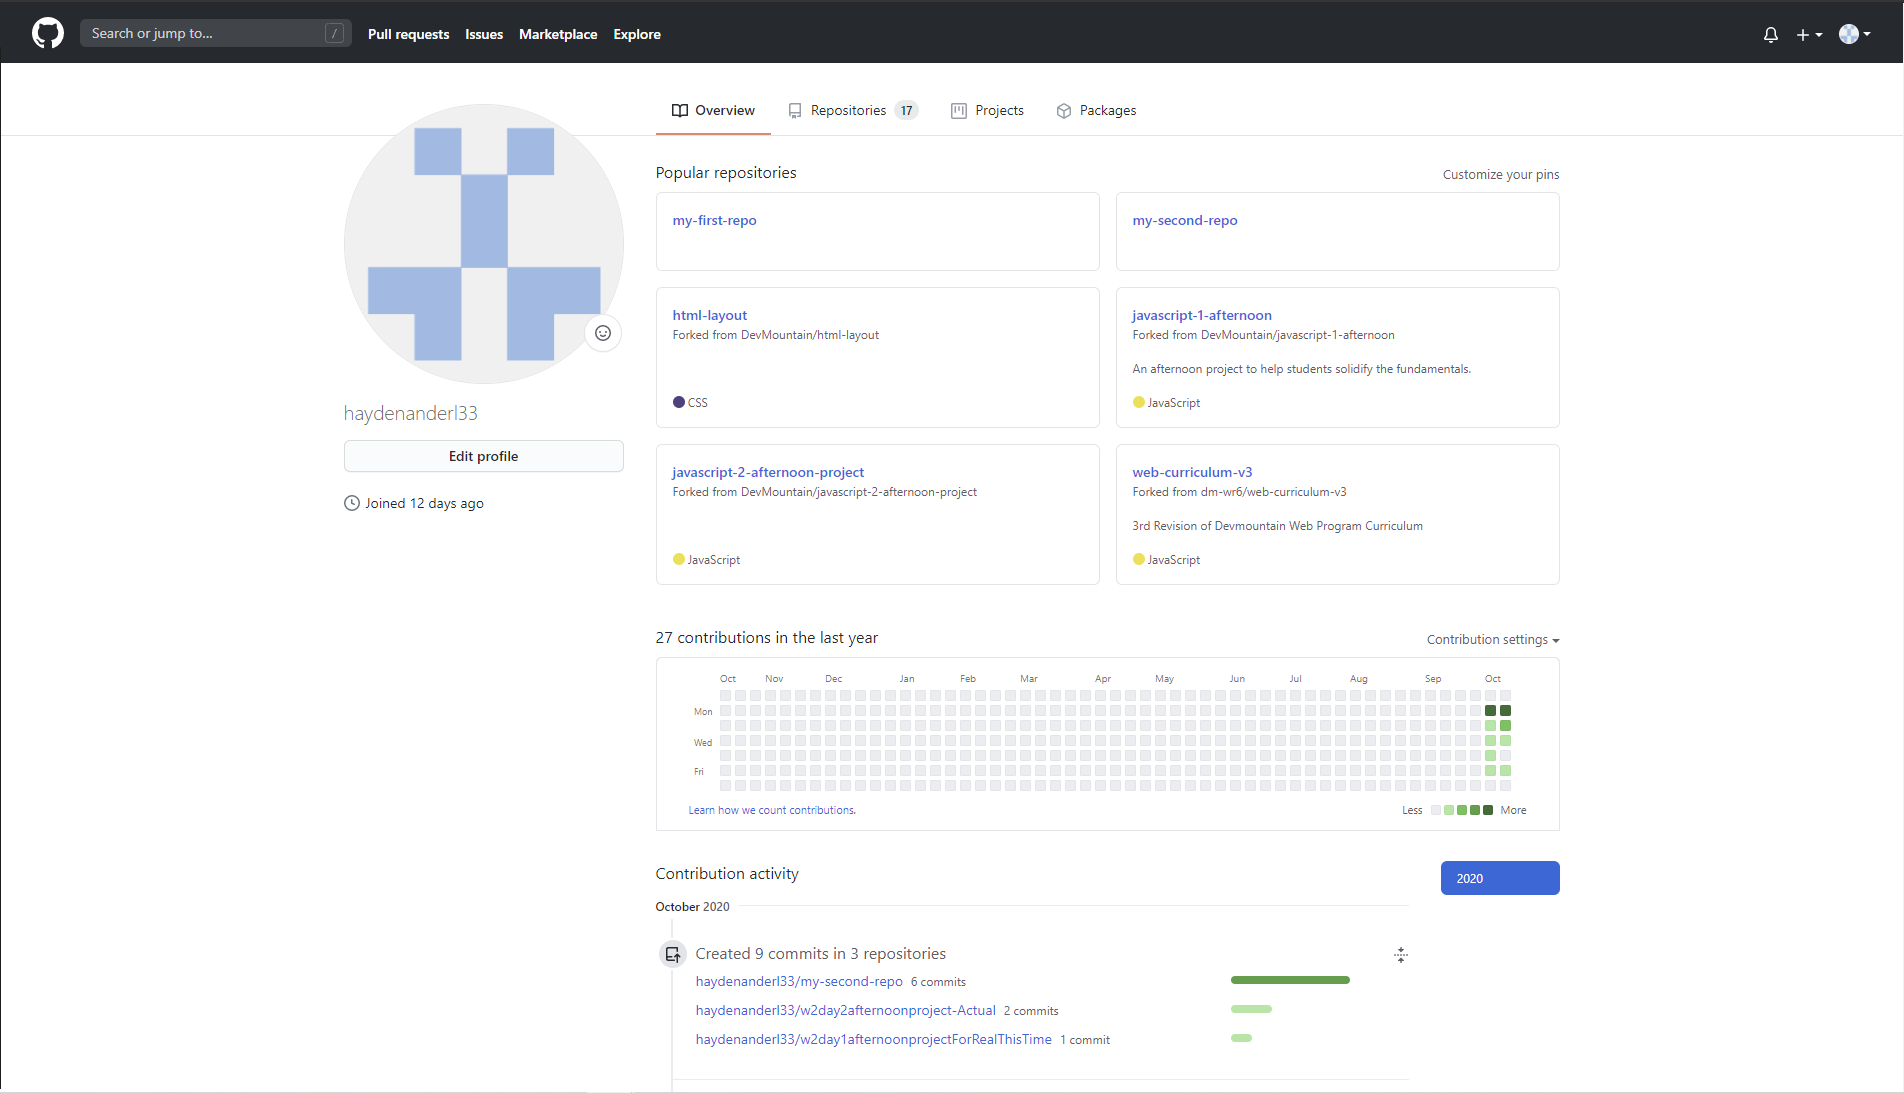 Search or jump to... /
Pull requests Issues Marketplace Explore
Overview Repositories 17 Projects Packages
haydenanderl33
Edit profile
Joined 12 days ago
Popular repositories Customize your pins
my-first-repo
my-second-repo
html-layout
Forked from DevMountain/html-layout
CSS
javascript-1-afternoon
Forked from DevMountain/javascript-1-afternoon
An afternoon project to help students solidify the fundamentals.
JavaScript
javascript-2-afternoon-project
Forked from DevMountain/javascript-2-afternoon-project
JavaScript
web-curriculum-v3
Forked from dm-wr6/web-curriculum-v3
3rd Revision of Devmountain Web Program Curriculum
JavaScript
27 contributions in the last year Contribution settings
Oct Nov Dec Jan Feb Mar Apr May Jun Jul Aug Sep Oct
Mon
Wed
Fri
Learn how we count contributions. Less More
Contribution activity 2020
October 2020
Created 9 commits in 3 repositories
haydenanderl33/my-second-repo 6 commits
haydenanderl33/w2day2afternoonproject-Actual 2 commits
haydenanderl33/w2day1afternoonprojectForRealThisTime 1 commit